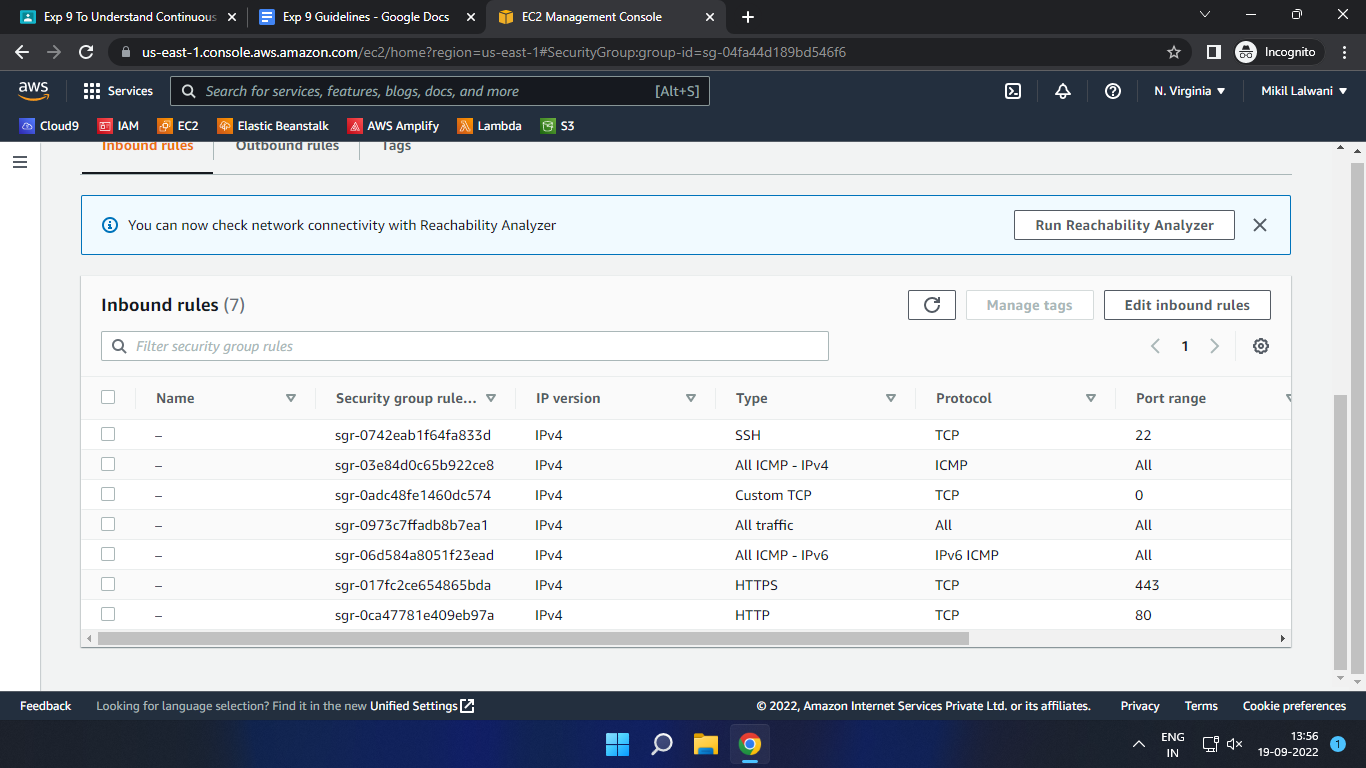 Exp 9 To Understand Continuous
Exp 9 Guidelines - Google Docs
EC2 Management Console
us-east-1.console.aws.amazon.com/ec2/home?region=us-east-1#SecurityGroup:group-id=sg-04fa44d189bd546f6
Incognito
aws
Services
Search for services, features, blogs, docs, and more
[Alt+S]
N. Virginia
Mikil Lalwani
Cloud9
IAM
EC2
Elastic Beanstalk
AWS Amplify
Lambda
S3
Inbound rules
Outbound rules
Tags
You can now check network connectivity with Reachability Analyzer
Run Reachability Analyzer
Inbound rules (7)
Manage tags
Edit inbound rules
Filter security group rules
1
Name Security group rule... IP version Type Protocol Port range
– sgr-0742eab1f64fa833d IPv4 SSH TCP 22
– sgr-03e84d0c65b922ce8 IPv4 All ICMP - IPv4 ICMP All
– sgr-0adc48fe1460dc574 IPv4 Custom TCP TCP 0
– sgr-0973c7ffadb8b7ea1 IPv4 All traffic All All
– sgr-06d584a8051f23ead IPv4 All ICMP - IPv6 IPv6 ICMP All
– sgr-017fc2ce654865bda IPv4 HTTPS TCP 443
– sgr-0ca47781e409eb97a IPv4 HTTP TCP 80
Feedback
Looking for language selection? Find it in the new Unified Settings
© 2022, Amazon Internet Services Private Ltd. or its affiliates.
Privacy
Terms
Cookie preferences
ENG
IN
13:56
19-09-2022
1